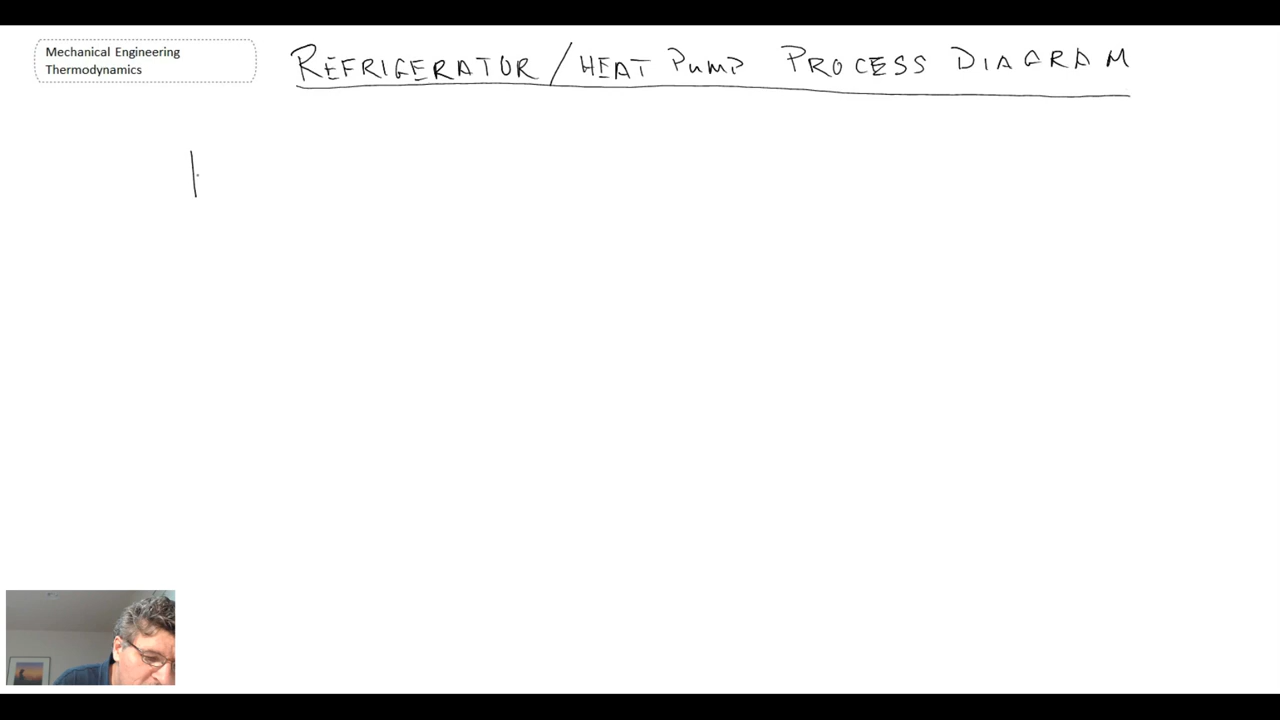 Mechanical Engineering
Thermodynamics
REFRIGERATOR / HEAT PUMP PROCESS DIAGRAM